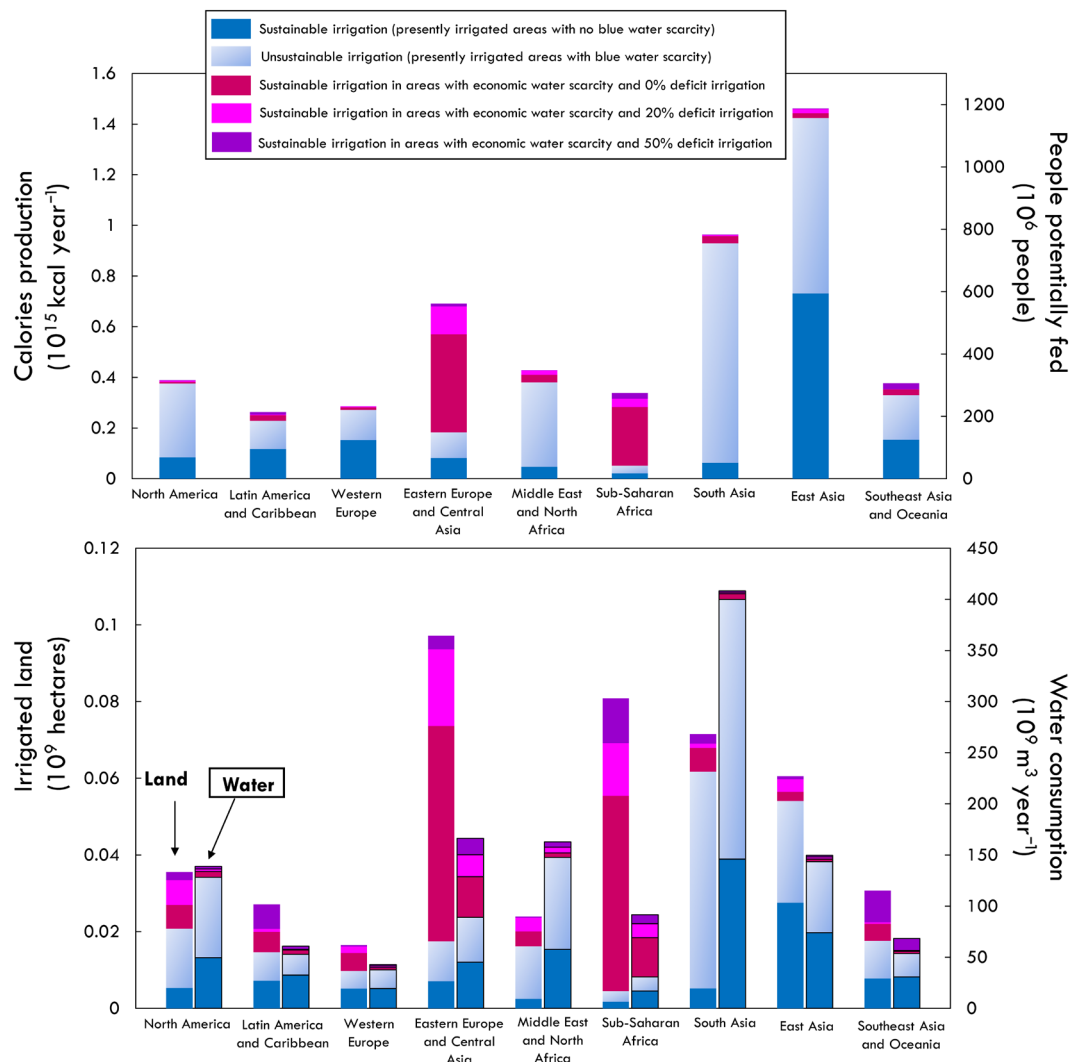 Sustainable irrigation (presently irrigated areas with no blue water scarcity)
Unsustainable irrigation (presently irrigated areas with blue water scarcity)
Sustainable irrigation in areas with economic water scarcity and 0% deficit irrigation
Sustainable irrigation in areas with economic water scarcity and 20% deficit irrigation
Sustainable irrigation in areas with economic water scarcity and 50% deficit irrigation
Calories production
(10¹⁵ kcal year⁻¹)
1.6
1.4
1.2
1
0.8
0.6
0.4
0.2
0
1200
1000
800
600
400
200
0
People potentially fed
(10⁶ people)
North America
Latin America
and Caribbean
Western
Europe
Eastern Europe
and Central
Asia
Middle East
and North
Africa
Sub-Saharan
Africa
South Asia
East Asia
Southeast Asia
and Oceania
Irrigated land
(10⁹ hectares)
0.12
0.1
0.08
0.06
0.04
0.02
0
Land
Water
450
400
350
300
250
200
150
100
50
0
Water consumption
(10⁹ m³ year⁻¹)
North America
Latin America
and Caribbean
Western
Europe
Eastern Europe
and Central
Asia
Middle East
and North
Africa
Sub-Saharan
Africa
South Asia
East Asia
Southeast Asia
and Oceania